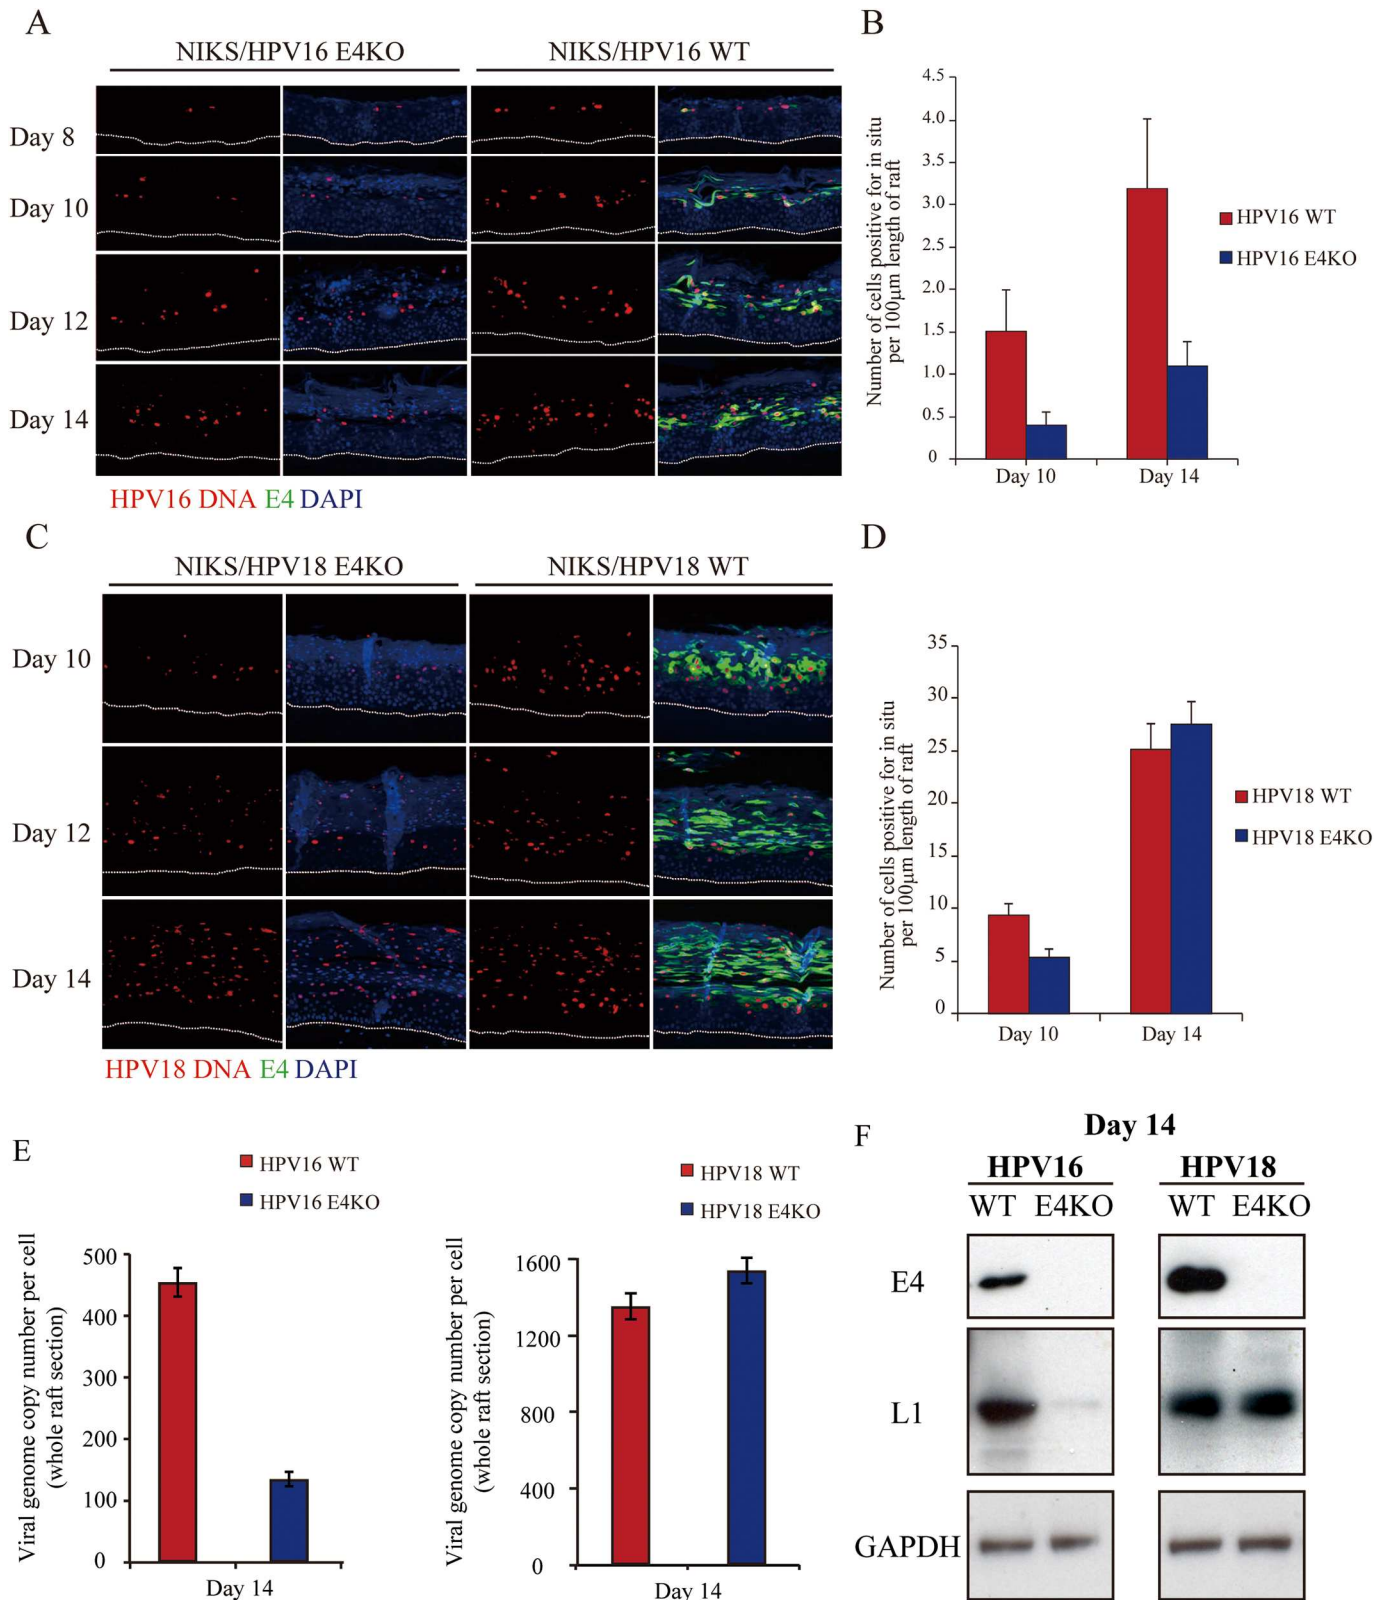 A
NIKS/HPV16 E4KO
NIKS/HPV16 WT
Day 8
Day 10
Day 12
Day 14
HPV16 DNA E4 DAPI
B
Number of cells positive for in situ
per 100μm length of raft
4.5
4.0
3.5
3.0
2.5
2.0
1.5
1.0
0.5
0
Day 10
Day 14
HPV16 WT
HPV16 E4KO
C
NIKS/HPV18 E4KO
NIKS/HPV18 WT
Day 10
Day 12
Day 14
HPV18 DNA E4 DAPI
D
Number of cells positive for in situ
per 100μm length of raft
35
30
25
20
15
10
5
0
Day 10
Day 14
HPV18 WT
HPV18 E4KO
E
HPV16 WT
HPV16 E4KO
Viral genome copy number per cell
(whole raft section)
500
400
300
200
100
0
Day 14
HPV18 WT
HPV18 E4KO
Viral genome copy number per cell
(whole raft section)
1600
1200
800
400
0
Day 14
F
Day 14
HPV16
HPV18
WT E4KO
WT E4KO
E4
L1
GAPDH